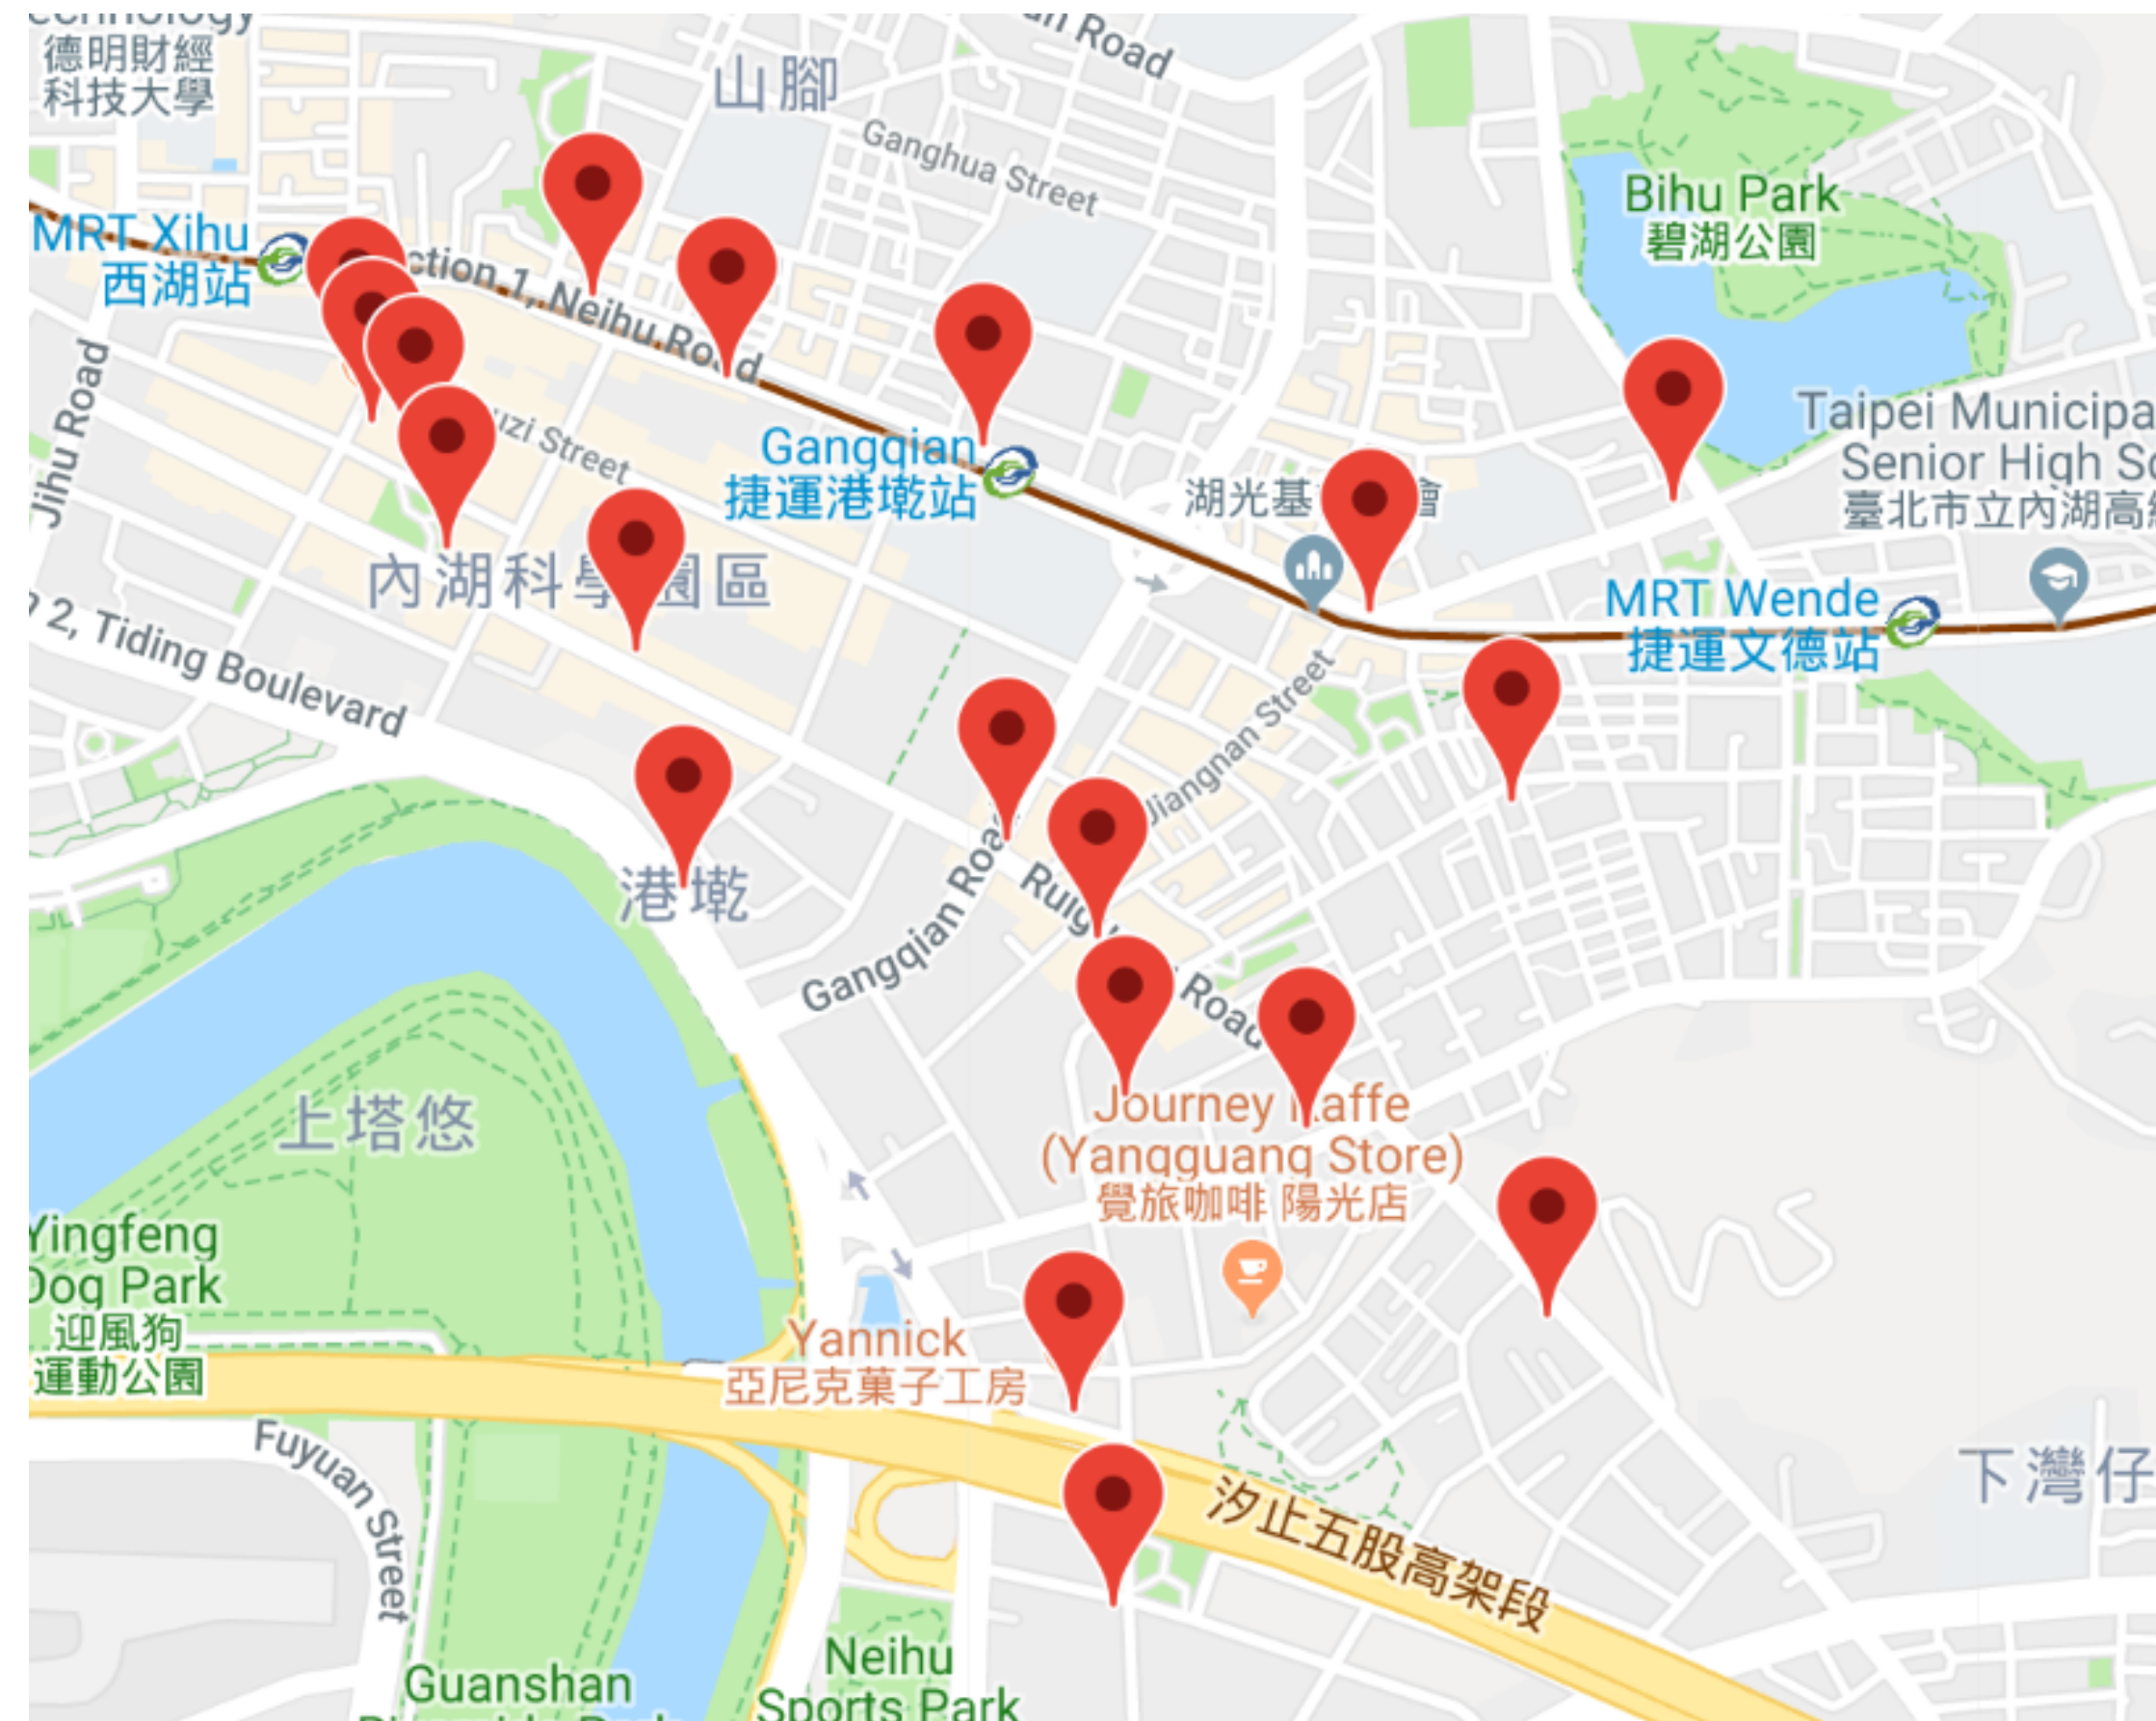 德明財經
科技大學
山腳
Road
Ganghua Street
Bihu Park
碧湖公園
MRT Xihu
西湖站
1, Neihu Road
Jihu Road
Gangqian
捷運港墘站
湖光基 會
Taipei Municipa
Senior High Sc
臺北市立內湖高級
內湖科學園區
MRT Wende
捷運文德站
2, Tiding Boulevard
Jiangnan Street
港墘
Gangqian Road
Road
上塔悠
Journey Kaffe
(Yangguang Store)
覺旅咖啡 陽光店
Yingfeng
Dog Park
迎風狗
運動公園
Yannick
亞尼克菓子工房
Fuyuan Street
下灣仔
汐止五股高架段
Neihu
Sports Park
Guanshan